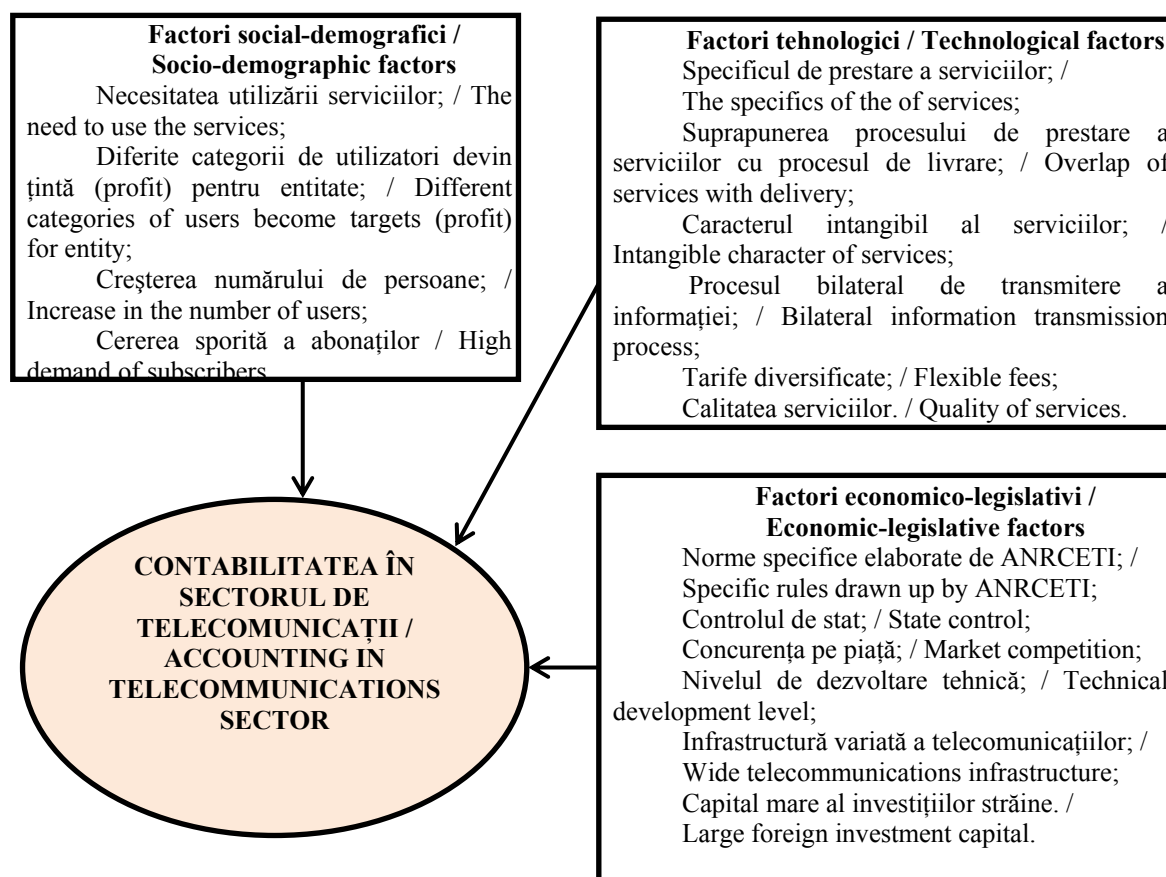 Factori social-demografici /
Socio-demographic factors
Necesitatea utilizării serviciilor; / The
need to use the services;
Diferite categorii de utilizatori devin
țintă (profit) pentru entitate; / Different
categories of users become targets (profit)
for entity;
Creşterea numărului de persoane; /
Increase in the number of users;
Cererea sporită a abonaților / High
demand of subscribers
Factori tehnologici / Technological factors
Specificul de prestare a serviciilor; /
The specifics of the of services;
Suprapunerea procesului de prestare a
serviciilor cu procesul de livrare; / Overlap of
services with delivery;
Caracterul intangibil al serviciilor; /
Intangible character of services;
Procesul bilateral de transmitere a
informației; / Bilateral information transmission
process;
Tarife diversificate; / Flexible fees;
Calitatea serviciilor. / Quality of services.
CONTABILITATEA ÎN
SECTORUL DE
TELECOMUNICAȚII /
ACCOUNTING IN
TELECOMMUNICATIONS
SECTOR
Factori economico-legislativi /
Economic-legislative factors
Norme specifice elaborate de ANRCETI; /
Specific rules drawn up by ANRCETI;
Controlul de stat; / State control;
Concurența pe piață; / Market competition;
Nivelul de dezvoltare tehnică; / Technical
development level;
Infrastructură variată a telecomunicațiilor; /
Wide telecommunications infrastructure;
Capital mare al investițiilor străine. /
Large foreign investment capital.